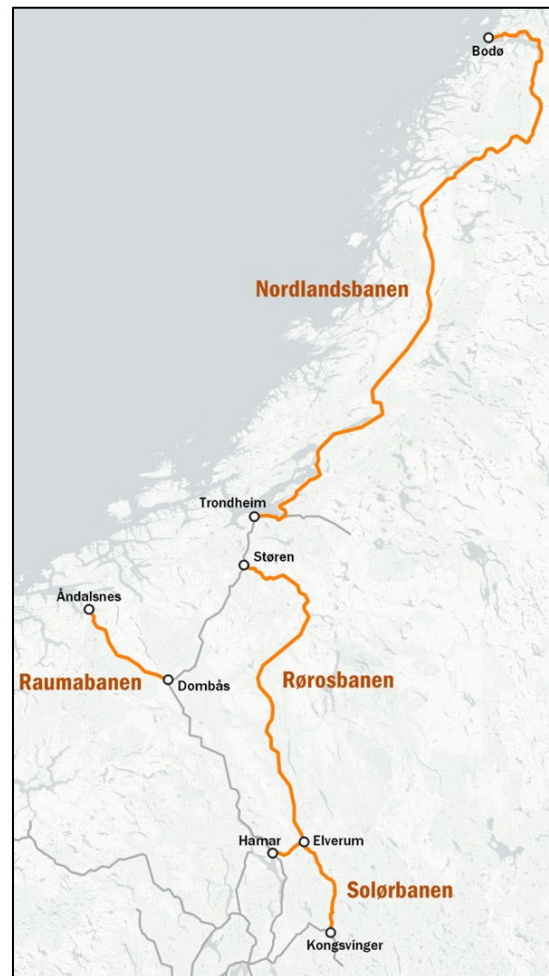 Bodø
Nordlandsbanen
Trondheim
Støren
Åndalsnes
Raumabanen
Dombås
Rørosbanen
Hamar
Elverum
Solørbanen
Kongsvinger